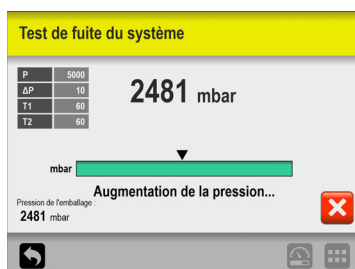 Test de fuite du système
P 5000
ΔP 10
T1 60
T2 60
2481 mbar
mbar
Augmentation de la pression...
Pression de l'emballage :
2481 mbar